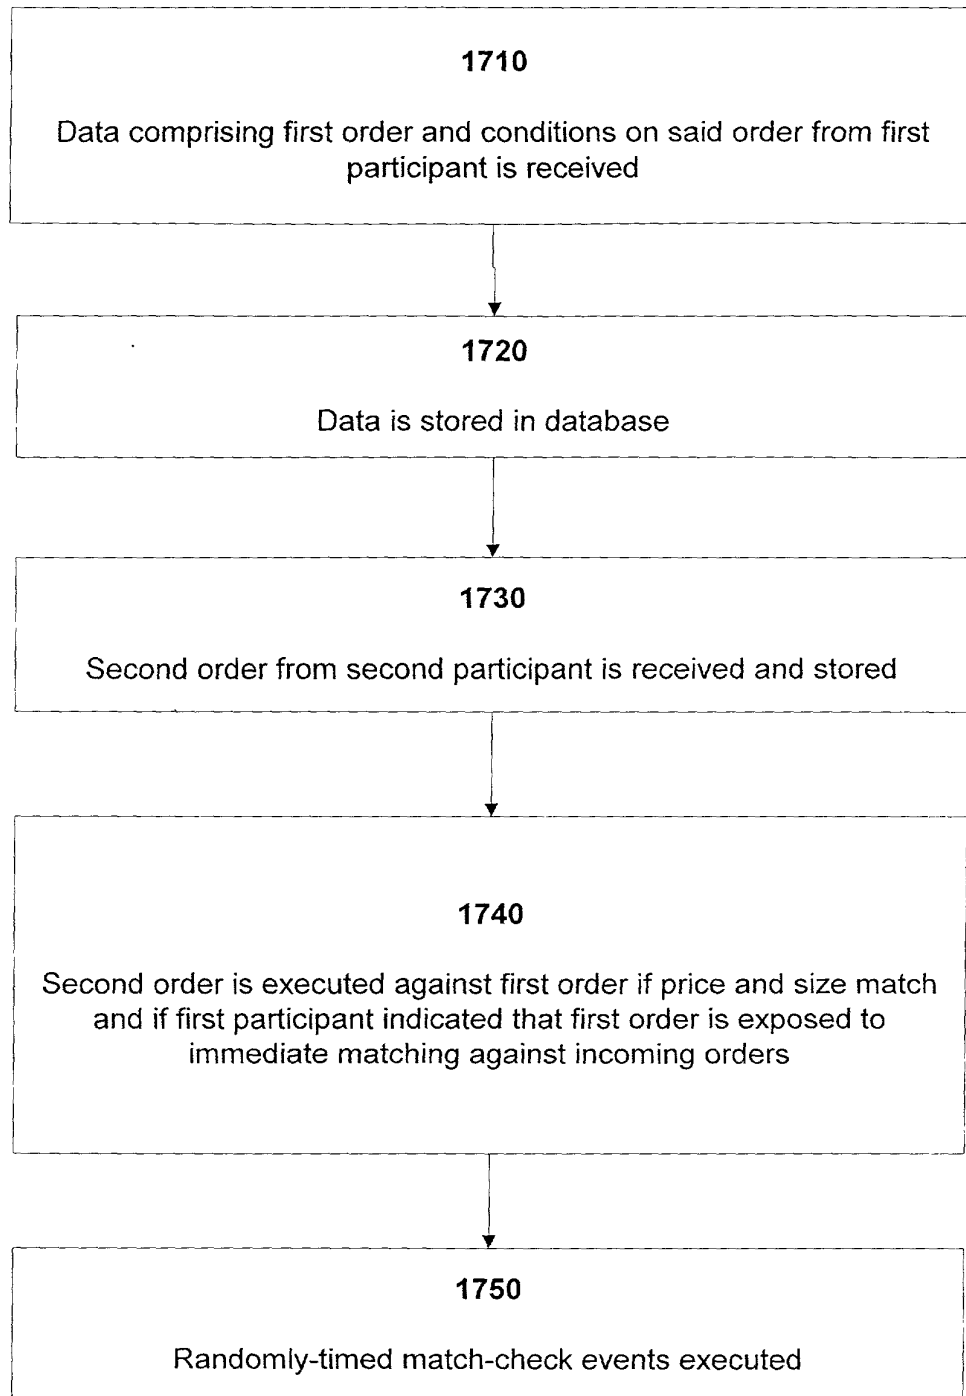 1710
Data comprising first order and conditions on said order from first
participant is received
1720
Data is stored in database
1730
Second order from second participant is received and stored
1740
Second order is executed against first order if price and size match
and if first participant indicated that first order is exposed to
immediate matching against incoming orders
1750
Randomly-timed match-check events executed